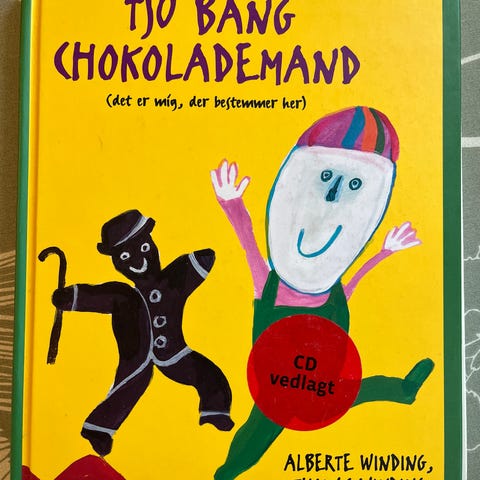 TJO BANG
CHOKOLADEMAND
(det er mig, der bestemmer her)
CD
vedlagt
ALBERTE WINDING,